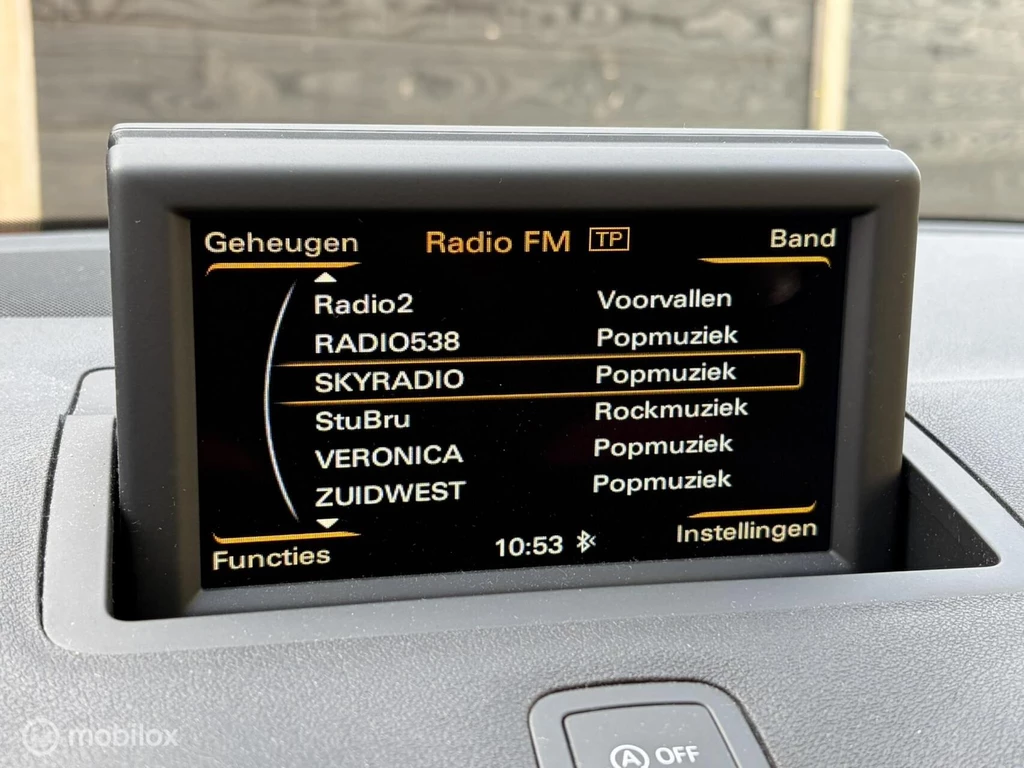 Geheugen Radio FM TP Band
Radio2 Voorvallen
RADIO538 Popmuziek
SKYRADIO Popmuziek
StuBru Rockmuziek
VERONICA Popmuziek
ZUIDWEST Popmuziek
Functies 10:53 Instellingen
A OFF
mobilox